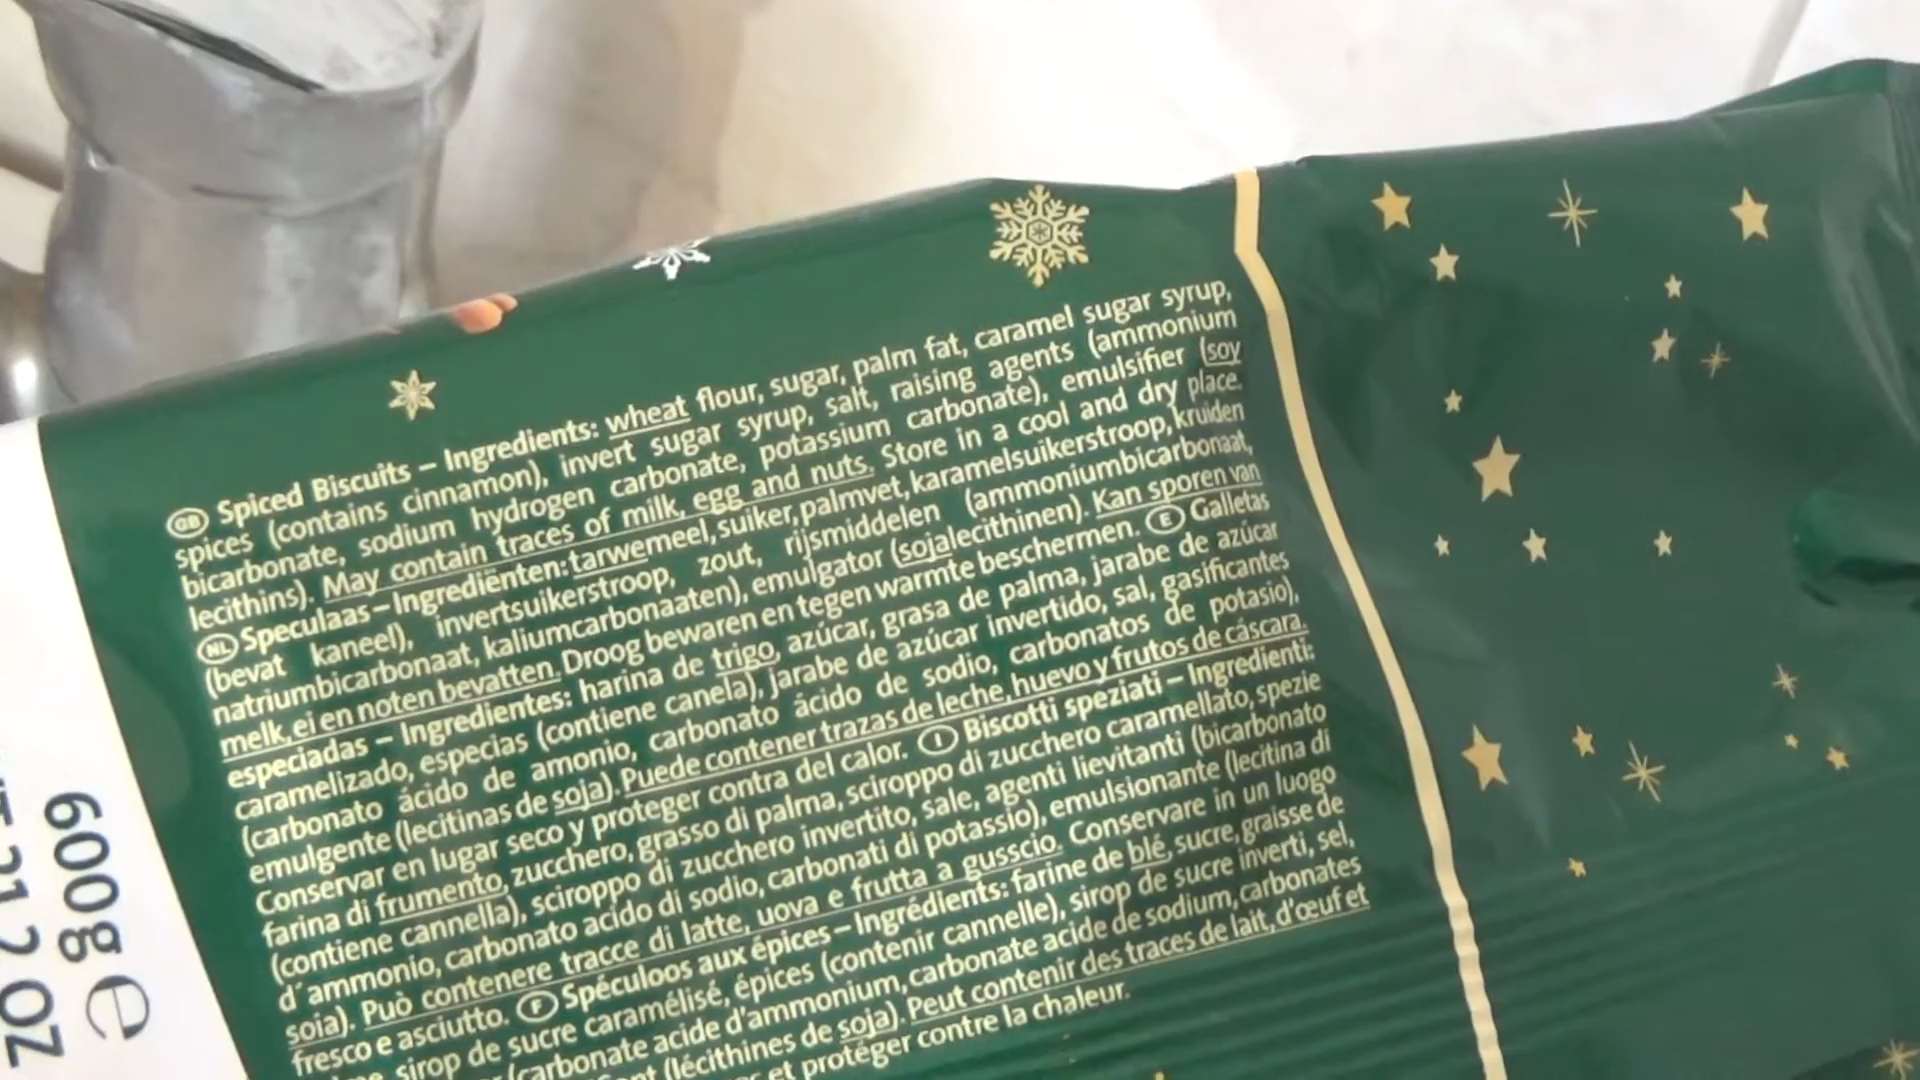 GB Spiced Biscuits – Ingredients: wheat flour, sugar, palm fat, caramel sugar syrup,
spices (contains cinnamon), invert sugar syrup, salt, raising agents (ammonium
bicarbonate, sodium hydrogen carbonate, potassium carbonate), emulsifier (soy
lecithins). May contain traces of milk, egg and nuts. Store in a cool and dry place.
NL Speculaas – Ingrediënten: tarwemeel, suiker, palmvet, karamelsuikerstroop, kruiden
(bevat kaneel), invertsuikerstroop, zout, rijsmiddelen (ammoniumbicarbonaat,
natriumbicarbonaat, kaliumcarbonaaten), emulgator (sojalecithinen). Kan sporen van
melk, ei en noten bevatten. Droog bewaren en tegen warmte beschermen. E Galletas
especiadas – Ingredientes: harina de trigo, azúcar, grasa de palma, jarabe de azúcar
caramelizado, especias (contiene canela), jarabe de azúcar invertido, sal, gasificantes
(carbonato ácido de amonio, carbonato ácido de sodio, carbonatos de potasio),
emulgente (lecitinas de soja). Puede contener trazas de leche, huevo y frutos de cáscara.
Conservar en lugar seco y proteger contra del calor. I Biscotti speziati – Ingredienti:
farina di frumento, zucchero, grasso di palma, sciroppo di zucchero caramellato, spezie
(contiene cannella), sciroppo di zucchero invertito, sale, agenti lievitanti (bicarbonato
d´ammonio, carbonato acido di sodio, carbonati di potassio), emulsionante (lecitina di
soia). Può contenere tracce di latte, uova e frutta a gusscio. Conservare in un luogo
fresco e asciutto. F Spéculoos aux épices – Ingrédients: farine de blé, sucre, graisse de
sirop de sucre caramélisé, épices (contenir cannelle), sirop de sucre inverti, sel,
(carbonate acide d'ammonium, carbonate acide de sodium, carbonates
(lécithines de soja). Peut contenir des traces de lait, d'œuf et
et protéger contre la chaleur.
600g e
21.2 OZ